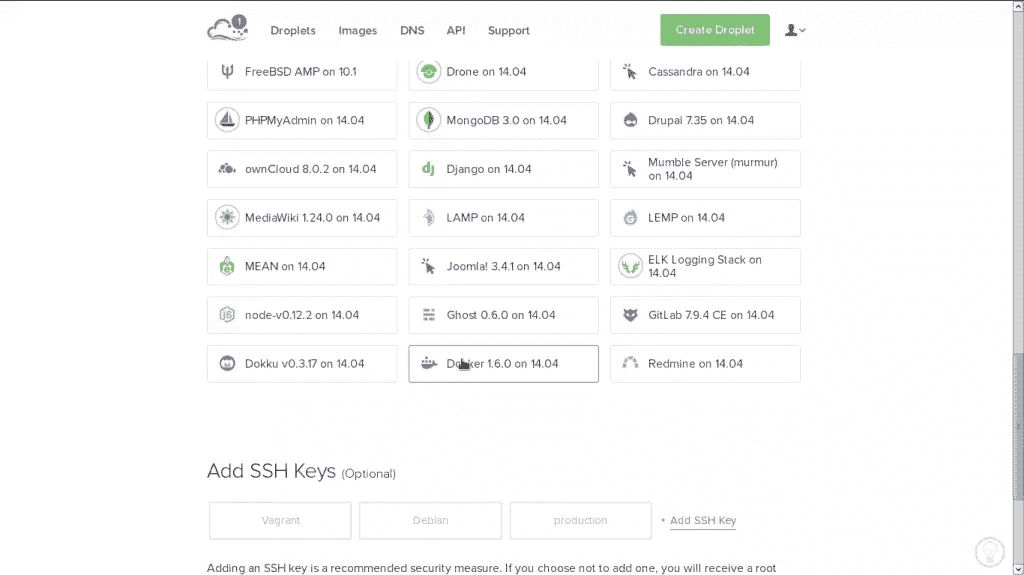 1
Droplets Images DNS API Support Create Droplet
FreeBSD AMP on 10.1
Drone on 14.04
Cassandra on 14.04
PHPMyAdmin on 14.04
MongoDB 3.0 on 14.04
Drupal 7.35 on 14.04
ownCloud 8.0.2 on 14.04
Django on 14.04
Mumble Server (murmur)
on 14.04
MediaWiki 1.24.0 on 14.04
LAMP on 14.04
LEMP on 14.04
MEAN on 14.04
Joomla! 3.4.1 on 14.04
ELK Logging Stack on
14.04
node-v0.12.2 on 14.04
Ghost 0.6.0 on 14.04
GitLab 7.9.4 CE on 14.04
Dokku v0.3.17 on 14.04
Docker 1.6.0 on 14.04
Redmine on 14.04
Add SSH Keys (Optional)
Vagrant
Debian
production
+ Add SSH Key
Adding an SSH key is a recommended security measure. If you choose not to add one, you will receive a root